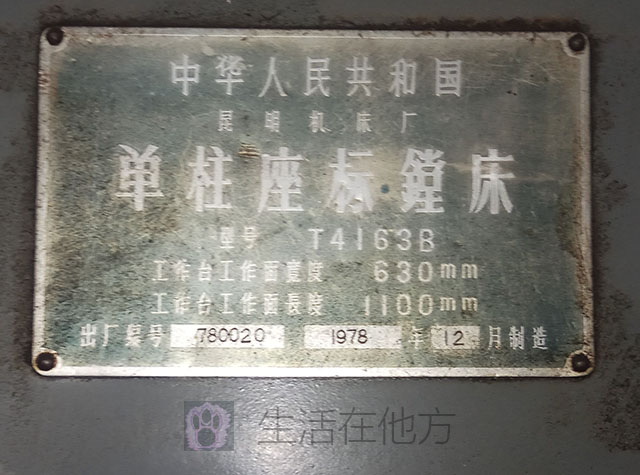 中华人民共和国
昆明机床厂
单柱座标镗床
型号 T4163B
工作台工作面宽度 630mm
工作台工作面长度 1100mm
出厂编号 780020 1978 年 12 月制造
生活在他方